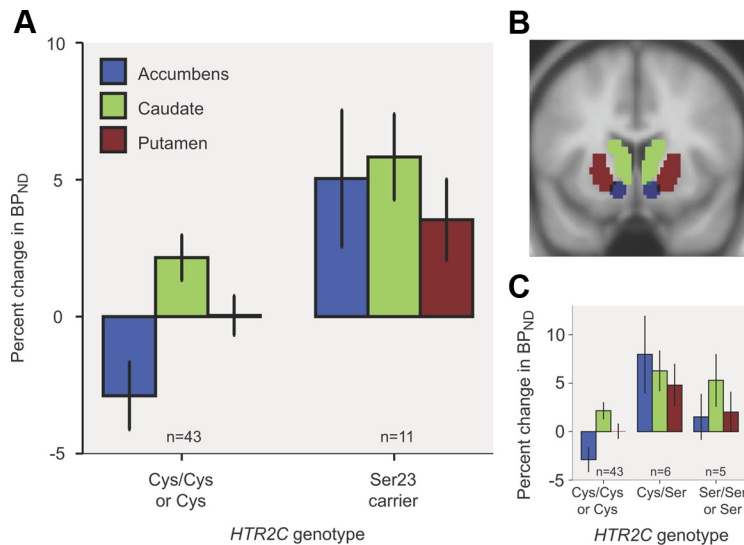 A
Percent change in BPND
10
5
0
-5
Accumbens
Caudate
Putamen
n=43
n=11
Cys/Cys
or Cys
Ser23
carrier
HTR2C genotype
B
C
Percent change in BPND
10
5
0
-5
n=43
n=6
n=5
Cys/Cys
or Cys
Cys/Ser
Ser/Ser
or Ser
HTR2C genotype